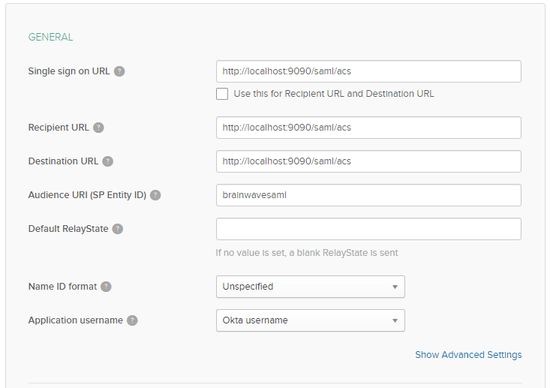 GENERAL
Single sign on URL ?
http://localhost:9090/saml/acs
Use this for Recipient URL and Destination URL
Recipient URL ?
http://localhost:9090/saml/acs
Destination URL ?
http://localhost:9090/saml/acs
Audience URI (SP Entity ID) ?
brainwavesaml
Default RelayState ?
If no value is set, a blank RelayState is sent
Name ID format ?
Unspecified
Application username ?
Okta username
Show Advanced Settings